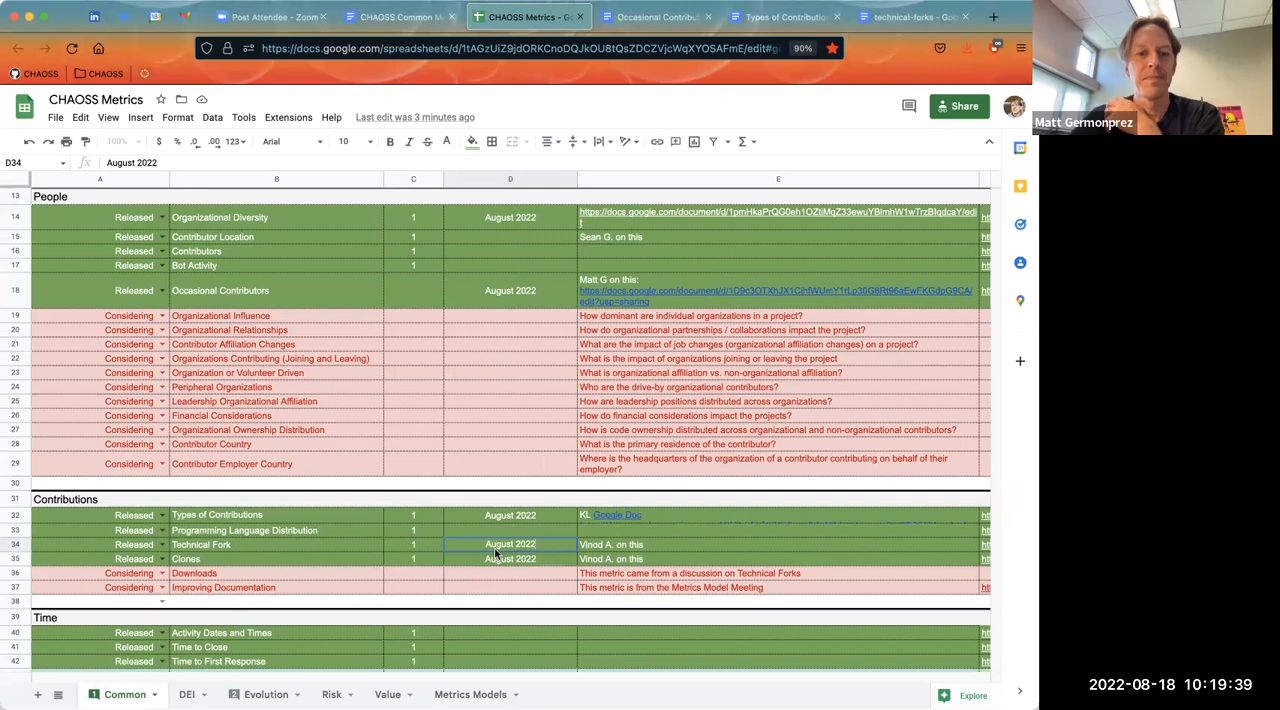 Post Attendee - Zoom
CHAOSS Common M
CHAOSS Metrics - Go
Occasional Contribut
Types of Contribution
technical-forks - Goo
https://docs.google.com/spreadsheets/d/1tAGzUiZ9jdORKCnoDQJkOU8tQsZDCZVjcWqXYOSAFmE/edit#g
90%
CHAOSS
CHAOSS
CHAOSS Metrics
File Edit View Insert Format Data Tools Extensions Help Last edit was 3 minutes ago
Share
100% $ % .0 .00 123 Arial 10 B I S A
D34 fx August 2022
A B C D E
13 People
14 Released Organizational Diversity 1 August 2022
15 Released Contributor Location 1 Sean G. on this
16 Released Contributors 1
17 Released Bot Activity 1
18 Released Occasional Contributors 1 August 2022 Matt G on this:
edit?usp=sharing
19 Considering Organizational Influence How dominant are individual organizations in a project?
20 Considering Organizational Relationships How do organizational partnerships / collaborations impact the project?
21 Considering Contributor Affiliation Changes What are the impact of job changes (organizational affiliation changes) on a project?
22 Considering Organizations Contributing (Joining and Leaving) What is the impact of organizations joining or leaving the project
23 Considering Organization or Volunteer Driven What is organizational affiliation vs. non-organizational affiliation?
24 Considering Peripheral Organizations Who are the drive-by organizational contributors?
25 Considering Leadership Organizational Affiliation How are leadership positions distributed across organizations?
26 Considering Financial Considerations How do financial considerations impact the projects?
27 Considering Organizational Ownership Distribution How is code ownership distributed across organizational and non-organizational contributors?
28 Considering Contributor Country What is the primary residence of the contributor?
29 Considering Contributor Employer Country Where is the headquarters of the organization of a contributor contributing on behalf of their
employer?
30
31 Contributions
32 Released Types of Contributions 1 August 2022 KL Google Doc
33 Released Programming Language Distribution 1
34 Released Technical Fork 1 August 2022 Vinod A. on this
35 Released Clones 1 August 2022 Vinod A. on this
36 Considering Downloads This metric came from a discussion on Technical Forks
37 Considering Improving Documentation This metric is from the Metrics Model Meeting
38
39 Time
40 Released Activity Dates and Times 1
41 Released Time to Close 1
42 Released Time to First Response 1
1 Common DEI 2 Evolution Risk Value Metrics Models
Explore
Matt Germonprez
2022-08-18 10:19:39